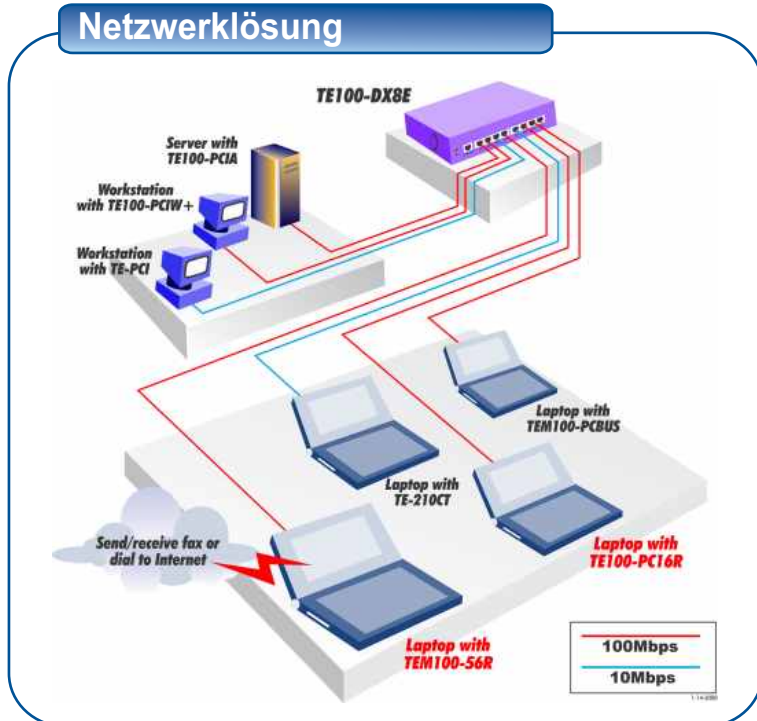 Netzwerklösung
TE100-DX8E
Server with
TE100-PCIA
Workstation
with TE100-PCIW+
Workstation
with TE-PCI
Laptop with
TEM100-PCBUS
Laptop with
TE-210CT
Send/receive fax or
dial to Internet
Laptop with
TE100-PC16R
Laptop with
TEM100-56R
100Mbps
10Mbps